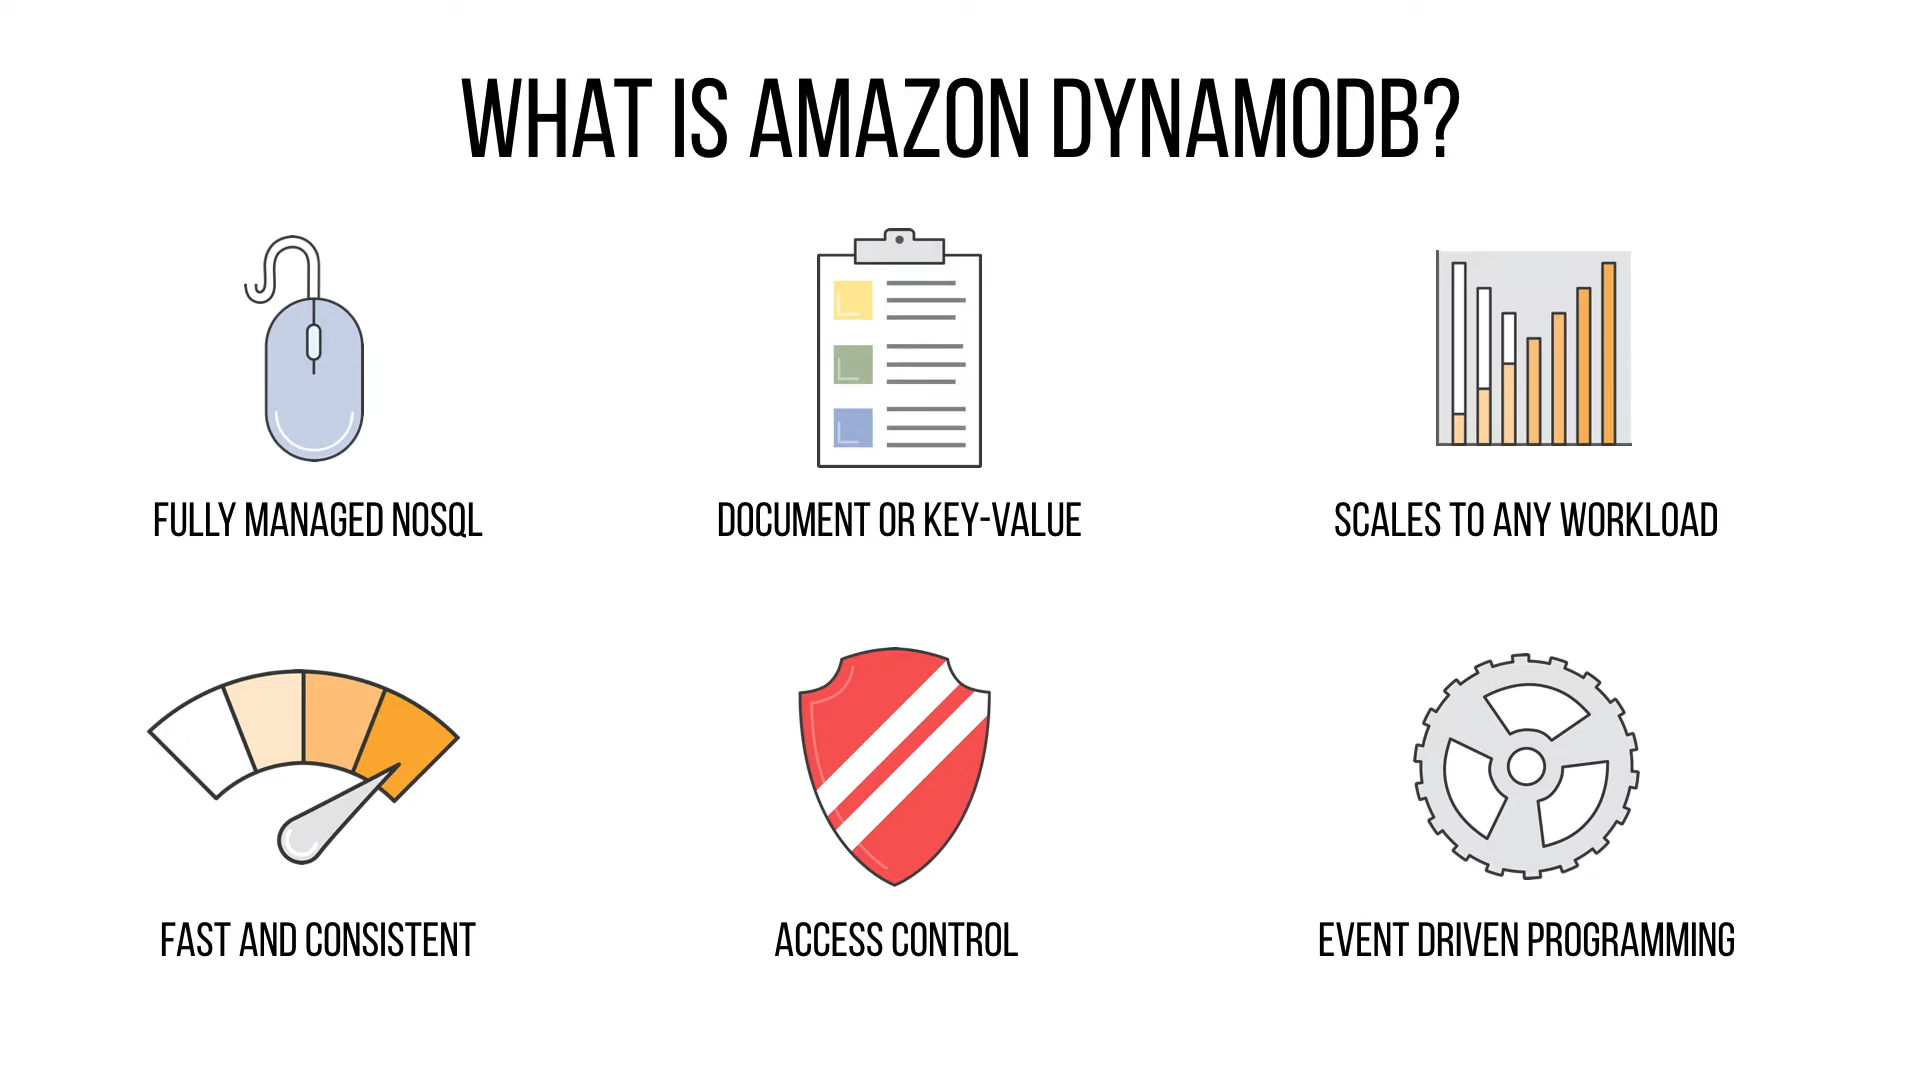 WHAT IS AMAZON DYNAMODB?
FULLY MANAGED NOSQL
DOCUMENT OR KEY-VALUE
SCALES TO ANY WORKLOAD
FAST AND CONSISTENT
ACCESS CONTROL
EVENT DRIVEN PROGRAMMING